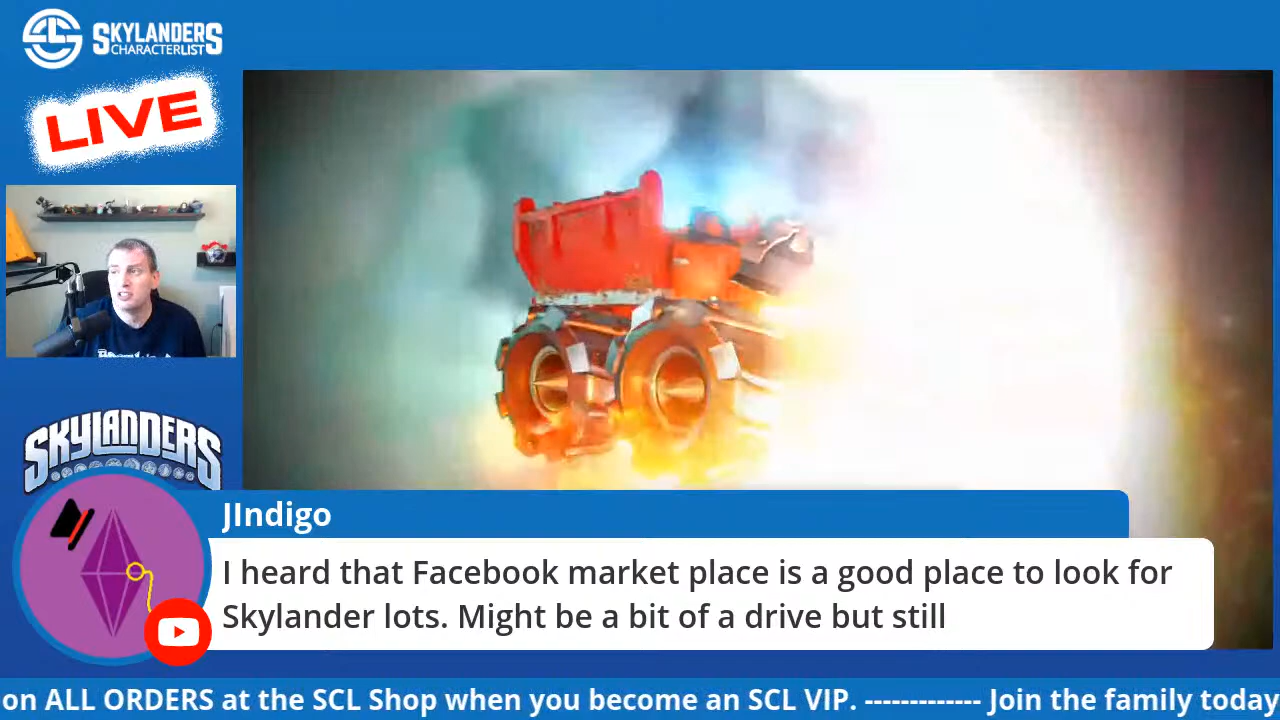 SKYLANDERS
CHARACTERLIST
LIVE
SKYLANDERS
JIndigo
I heard that Facebook market place is a good place to look for
Skylander lots. Might be a bit of a drive but still
on ALL ORDERS at the SCL Shop when you become an SCL VIP. ------------- Join the family today